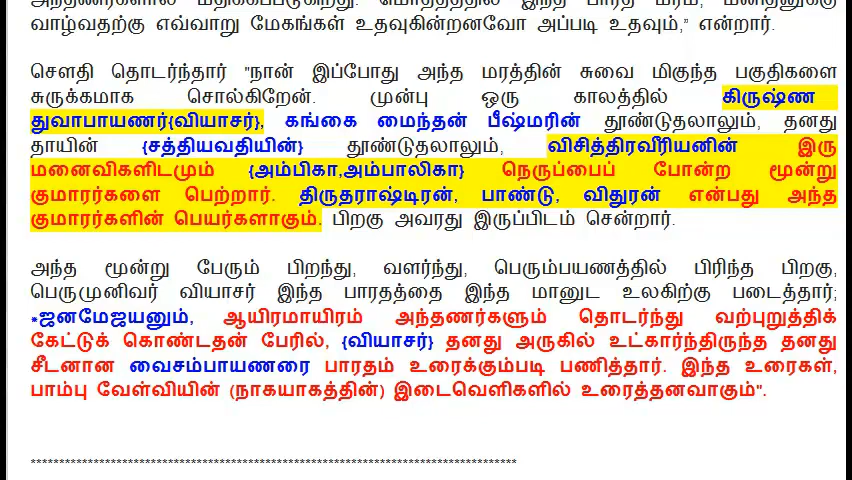 வாழ்வதற்கு எவ்வாறு மேகங்கள் உதவுகின்றனவோ அப்படி உதவும்," என்றார்.
சௌதி தொடர்ந்தார் "நான் இப்போது அந்த மரத்தின் சுவை மிகுந்த பகுதிகளை
சுருக்கமாக சொல்கிறேன். முன்பு ஒரு காலத்தில் கிருஷ்ண
துவாபாயணர்{வியாசர்}, கங்கை மைந்தன் பீஷ்மரின் தூண்டுதலாலும், தனது
தாயின் {சத்தியவதியின்} தூண்டுதலாலும், விசித்திரவீரியனின் இரு
மனைவிகளிடமும் {அம்பிகா,அம்பாலிகா} நெருப்பைப் போன்ற மூன்று
குமாரர்களை பெற்றார். திருதராஷ்டிரன், பாண்டு, விதுரன் என்பது அந்த
குமாரர்களின் பெயர்களாகும். பிறகு அவரது இருப்பிடம் சென்றார்.
அந்த மூன்று பேரும் பிறந்து, வளர்ந்து, பெரும்பயணத்தில் பிரிந்த பிறகு,
பெருமுனிவர் வியாசர் இந்த பாரதத்தை இந்த மானுட உலகிற்கு படைத்தார்;
*ஜனமேஜயனும், ஆயிரமாயிரம் அந்தணர்களும் தொடர்ந்து வற்புறுத்திக்
கேட்டுக் கொண்டதன் பேரில், {வியாசர்} தனது அருகில் உட்கார்ந்திருந்த தனது
சீடனான வைசம்பாயணரை பாரதம் உரைக்கும்படி பணித்தார். இந்த உரைகள்,
பாம்பு வேள்வியின் (நாகயாகத்தின்) இடைவெளிகளில் உரைத்தனவாகும்".
*************************************************************************************